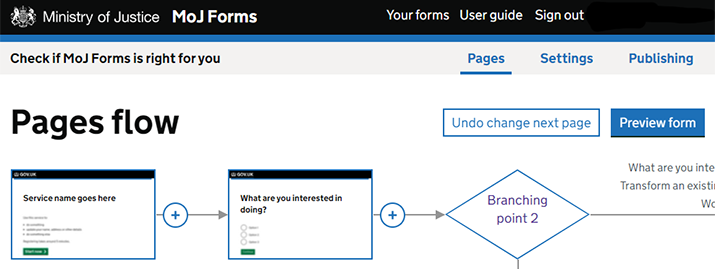 Ministry of Justice MoJ Forms Your forms User guide Sign out
Check if MoJ Forms is right for you Pages Settings Publishing
Pages flow
Undo change next page Preview form
GOV.UK
Service name goes here
Start now
GOV.UK
What are you interested in
doing?
Branching
point 2
What are you inte
Transform an existi
Wo